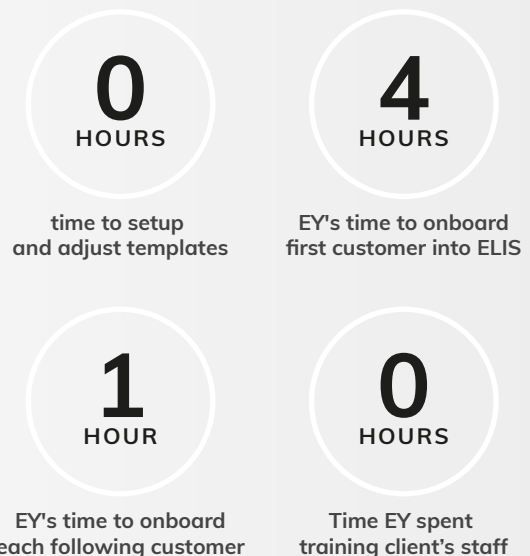 0
HOURS
time to setup
and adjust templates
4
HOURS
EY's time to onboard
first customer into ELIS
1
HOUR
EY's time to onboard
each following customer
0
HOURS
Time EY spent
training client’s staff